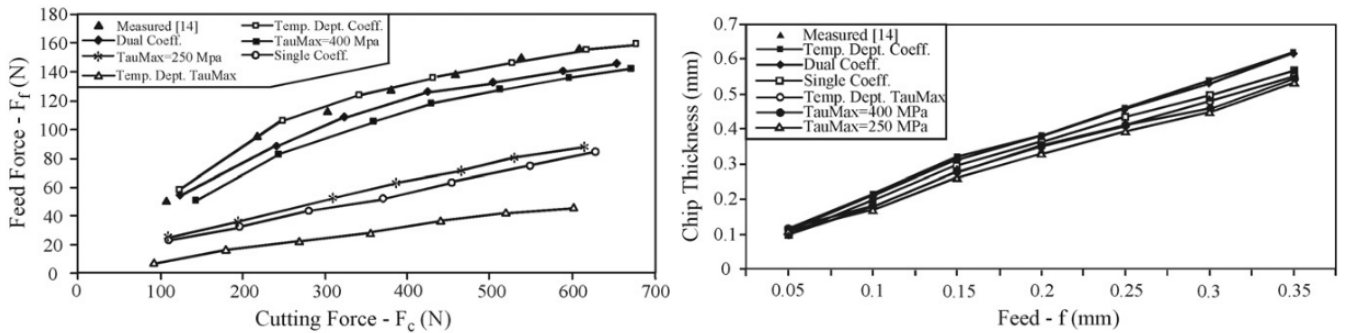 180
160
140
120
100
80
60
40
20
0
Feed Force - Ff (N)
Measured [14]
Dual Coeff.
TauMax=250 Mpa
Temp. Dept. TauMax
Temp. Dept. Coeff.
TauMax=400 Mpa
Single Coeff.
0 100 200 300 400 500 600 700
Cutting Force - Fc (N)
0.7
0.6
0.5
0.4
0.3
0.2
0.1
0
Chip Thickness (mm)
Measured [14]
Temp. Dept. Coeff.
Dual Coeff.
Single Coeff.
Temp. Dept. TauMax
TauMax=400 MPa
TauMax=250 MPa
0.05 0.1 0.15 0.2 0.25 0.3 0.35
Feed - f (mm)